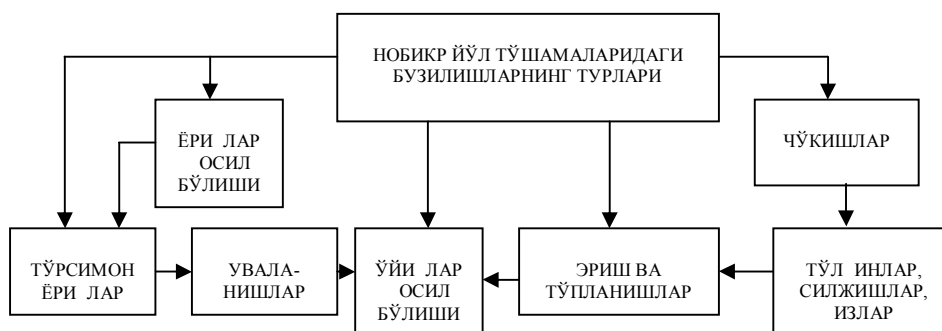 НОБИКР ЙЎЛ ТЎШАМАЛАРИДАГИ
БУЗИЛИШЛАРНИНГ ТУРЛАРИ
ЁРИ ЛАР
ОСИЛ
БЎЛИШИ
ЧЎКИШЛАР
ТЎРСИМОН
ЁРИ ЛАР
УВАЛА-
НИШЛАР
ЎЙИ ЛАР
ОСИЛ
БЎЛИШИ
ЭРИШ ВА
ТЎПЛАНИШЛАР
ТЎЛ ИНЛАР,
СИЛЖИШЛАР,
ИЗЛАР